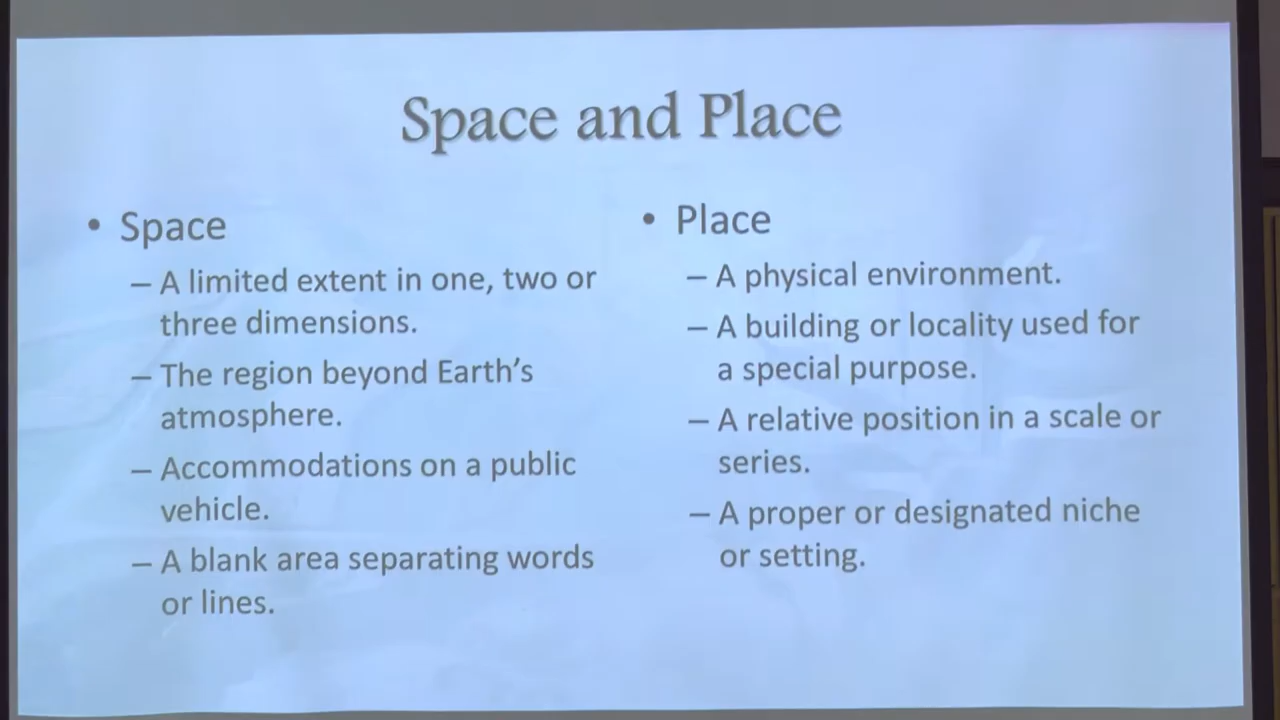 Space and Place
• Space
– A limited extent in one, two or
three dimensions.
– The region beyond Earth’s
atmosphere.
– Accommodations on a public
vehicle.
– A blank area separating words
or lines.
• Place
– A physical environment.
– A building or locality used for
a special purpose.
– A relative position in a scale or
series.
– A proper or designated niche
or setting.